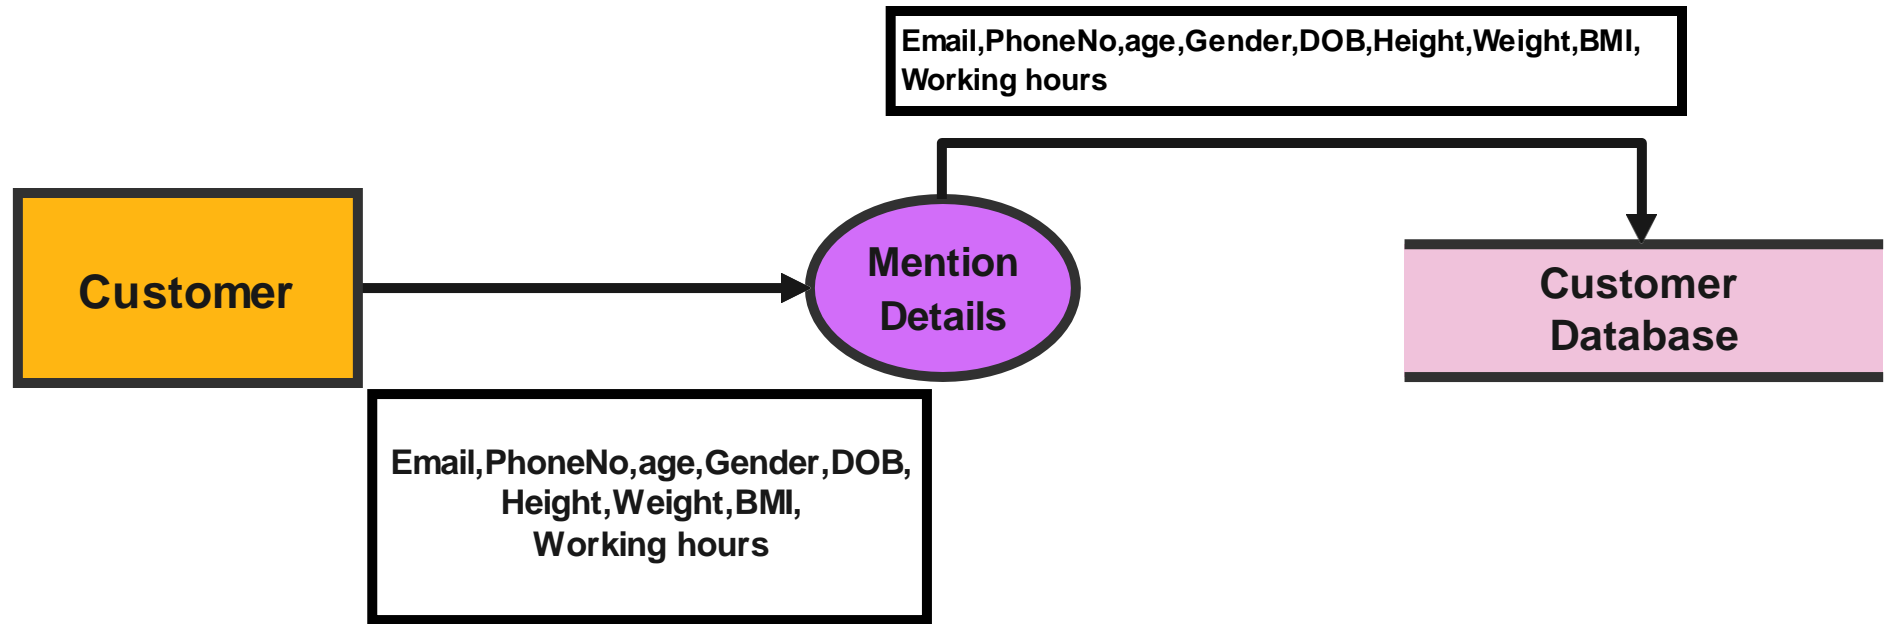 Email,PhoneNo,age,Gender,DOB,Height,Weight,BMI,
Working hours
Customer
Mention
Details
Customer
Database
Email,PhoneNo,age,Gender,DOB,
Height,Weight,BMI,
Working hours